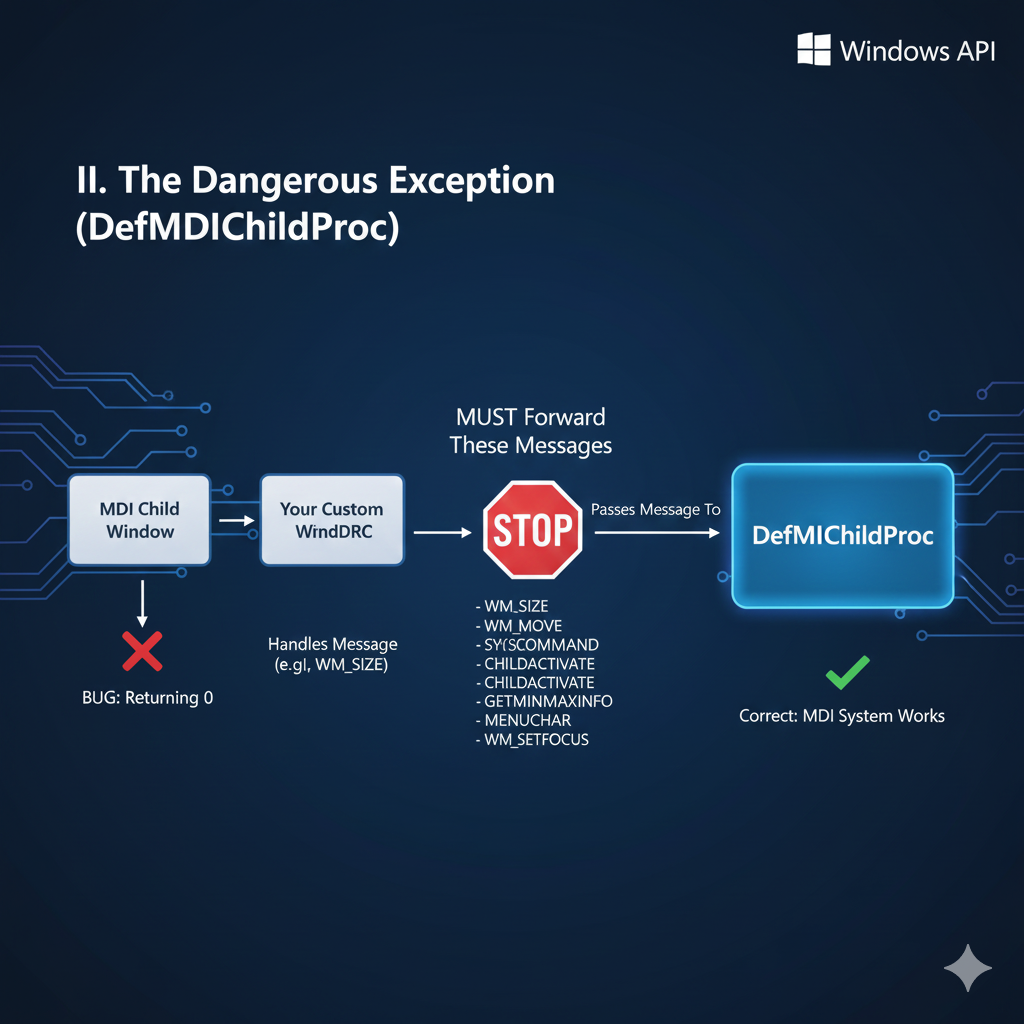 Windows API
II. The Dangerous Exception
(DefMDIChildProc)
MUST Forward
These Messages
MDI Child
Window
Your Custom
WindDRC
STOP
Passes Message To
DefMIChildProc
- WM_SIZE
- WM_MOVE
- SY(SCOMMAND
- CHILDACTIVATE
- CHILDACTIVATE
- GETMINMAXINFO
- MENUCHAR
- WM_SETFOCUS
Handles Message
(e.g|, WM_SIZE)
BUG: Returning 0
Correct: MDI System Works